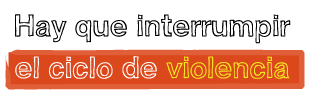 Hay que interrumpir
el ciclo de violencia